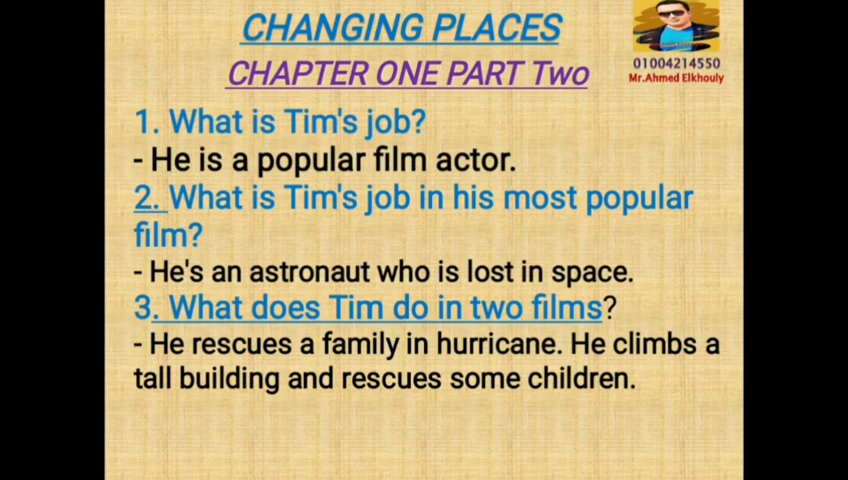 CHANGING PLACES
CHAPTER ONE PART Two
01004214550
Mr.Ahmed Elkhouly
1. What is Tim's job?
- He is a popular film actor.
2. What is Tim's job in his most popular
film?
- He's an astronaut who is lost in space.
3. What does Tim do in two films?
- He rescues a family in hurricane. He climbs a
tall building and rescues some children.